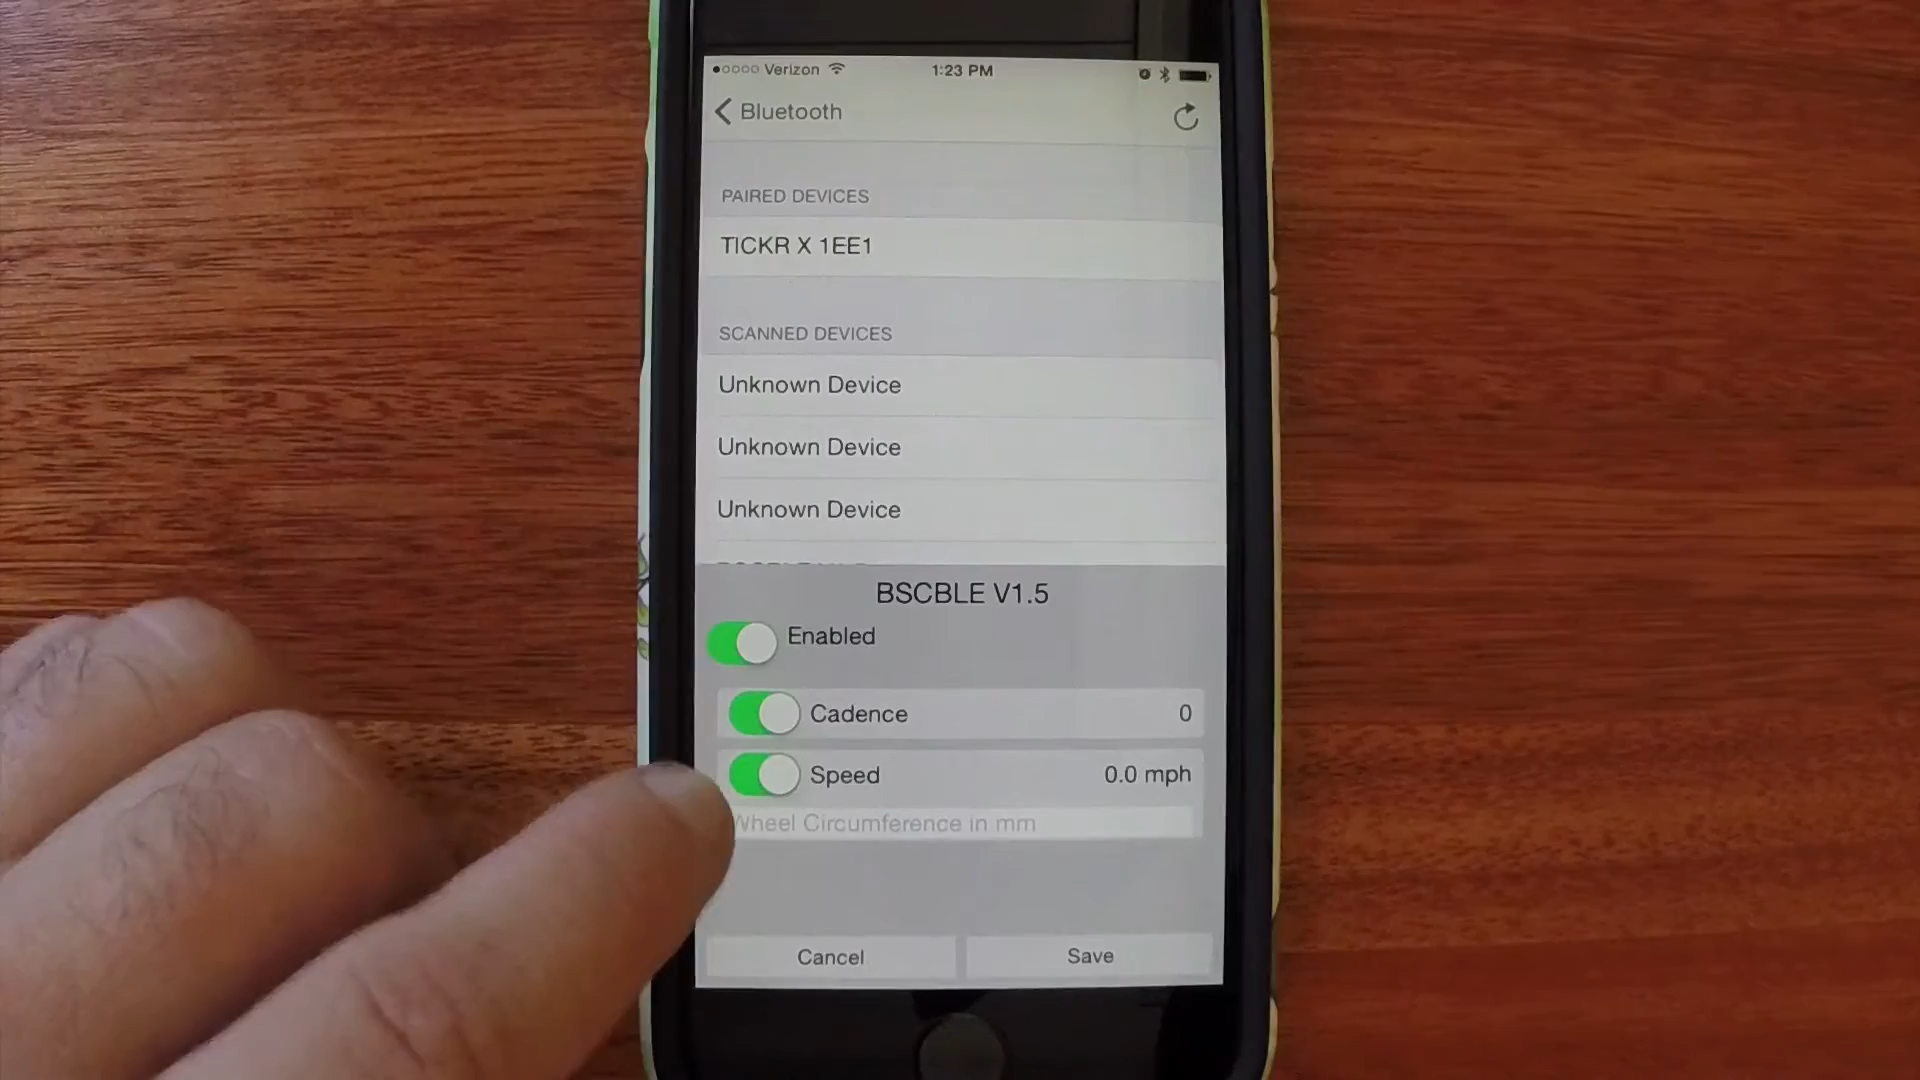 Verizon 1:23 PM
Bluetooth
PAIRED DEVICES
TICKR X 1EE1
SCANNED DEVICES
Unknown Device
Unknown Device
Unknown Device
BSCBLE V1.5
Enabled
Cadence 0
Speed 0.0 mph
Wheel Circumference in mm
Cancel Save